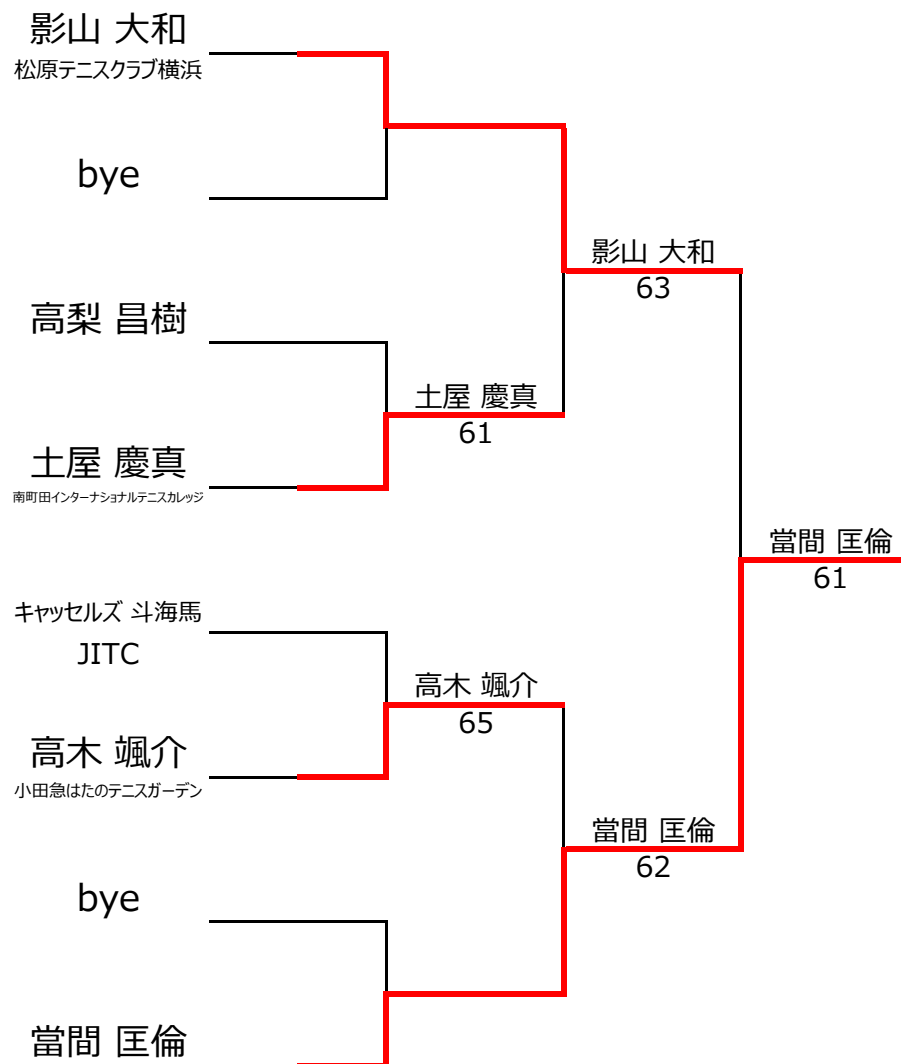 影山 大和
松原テニスクラブ横浜
bye
影山 大和
63
高梨 昌樹
土屋 慶真
61
土屋 慶真
南町田インターナショナルテニスカレッジ
當間 匡倫
61
キャッセルズ 斗海馬
JITC
高木 颯介
65
高木 颯介
小田急はたのテニスガーデン
當間 匡倫
62
bye
當間 匡倫